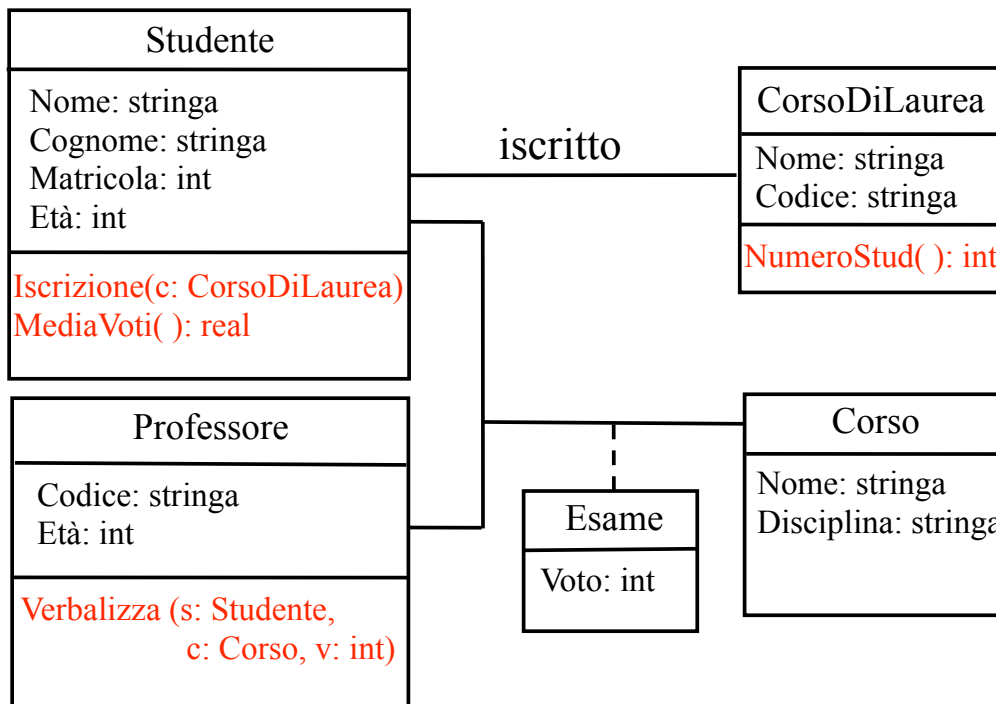 Studente
Nome: stringa
Cognome: stringa
Matricola: int
Età: int
Iscrizione(c: CorsoDiLaurea)
MediaVoti( ): real
iscritto
CorsoDiLaurea
Nome: stringa
Codice: stringa
NumeroStud( ): int
Professore
Codice: stringa
Età: int
Verbalizza (s: Studente,
c: Corso, v: int)
Esame
Voto: int
Corso
Nome: stringa
Disciplina: stringa